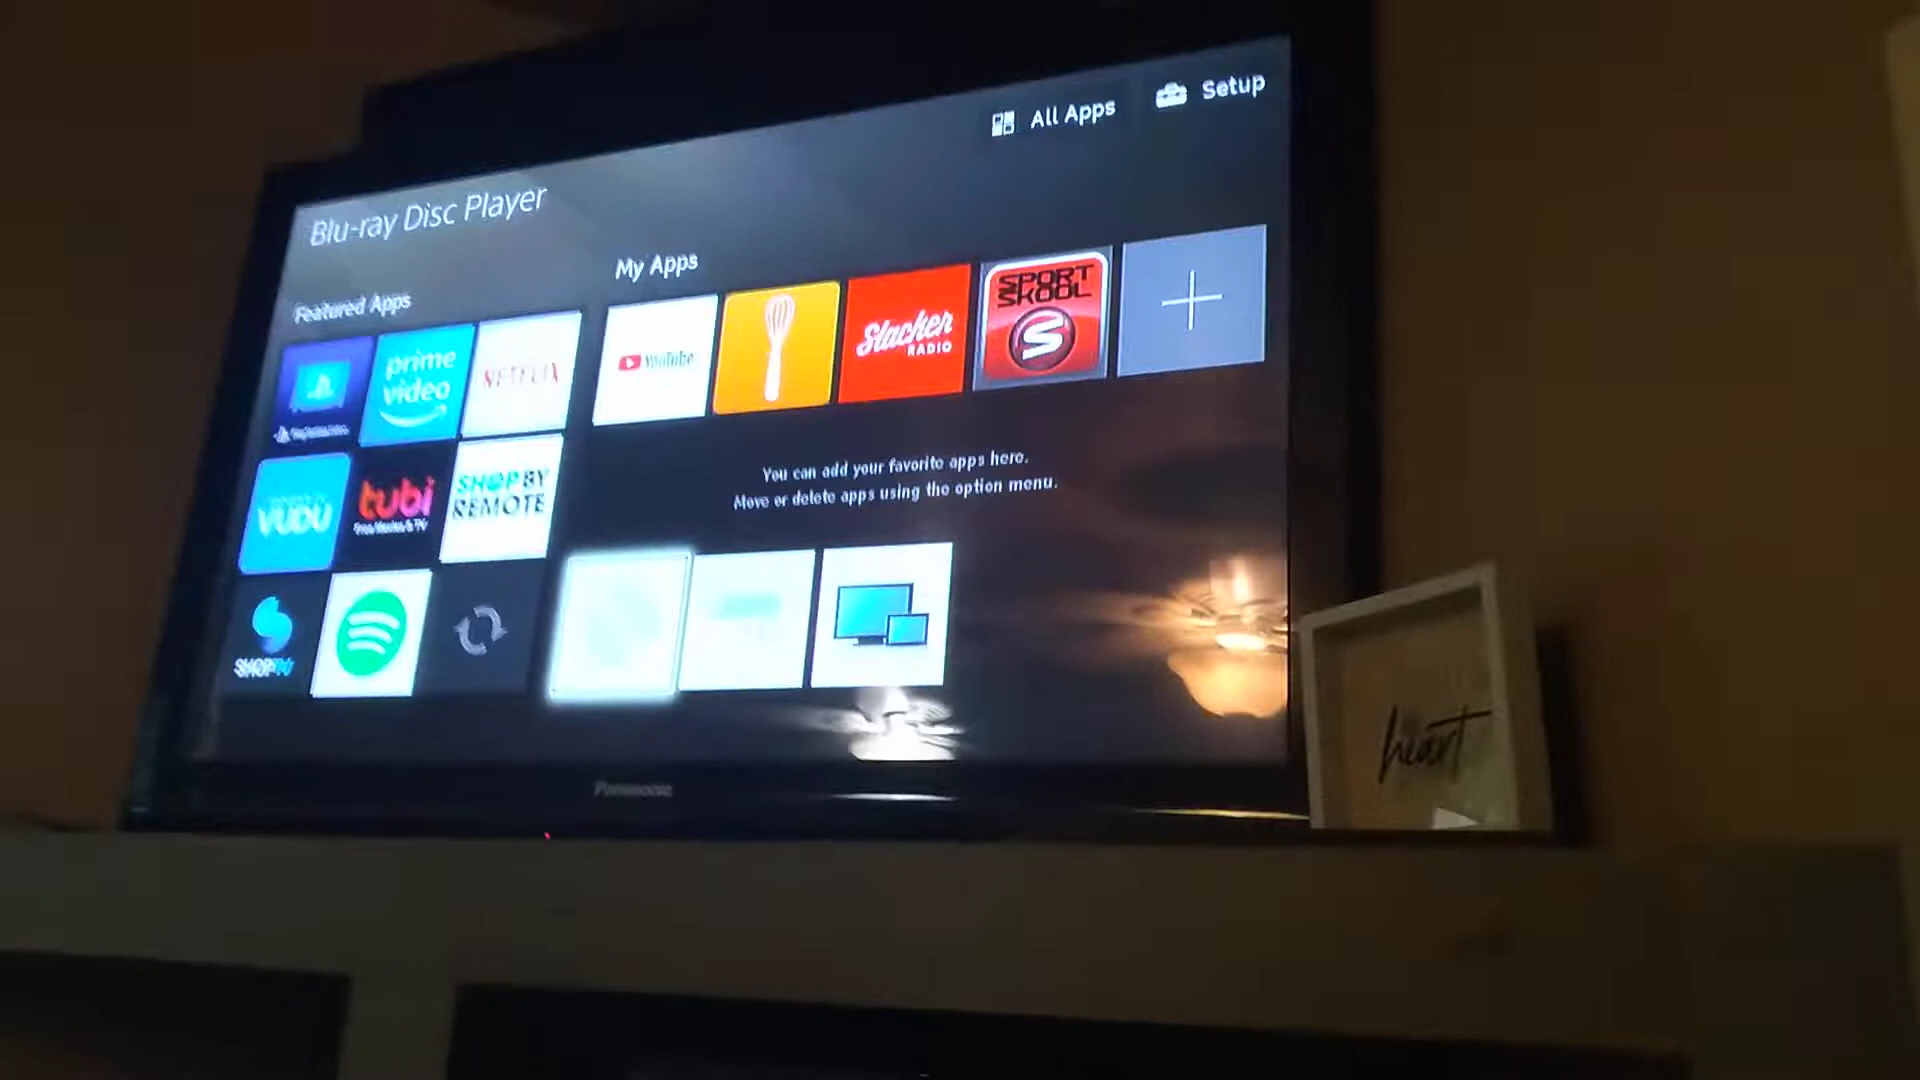 All Apps
Setup
Blu-ray Disc Player
My Apps
Featured Apps
prime video
NETFLIX
YouTube
Slacker
RADIO
SPORT
SKOOL
S
VUDU
tubi
SHOP BY
REMOTE
You can add your favorite apps here.
Move or delete apps using the option menu.
SHOPTV
Panasonic
heart